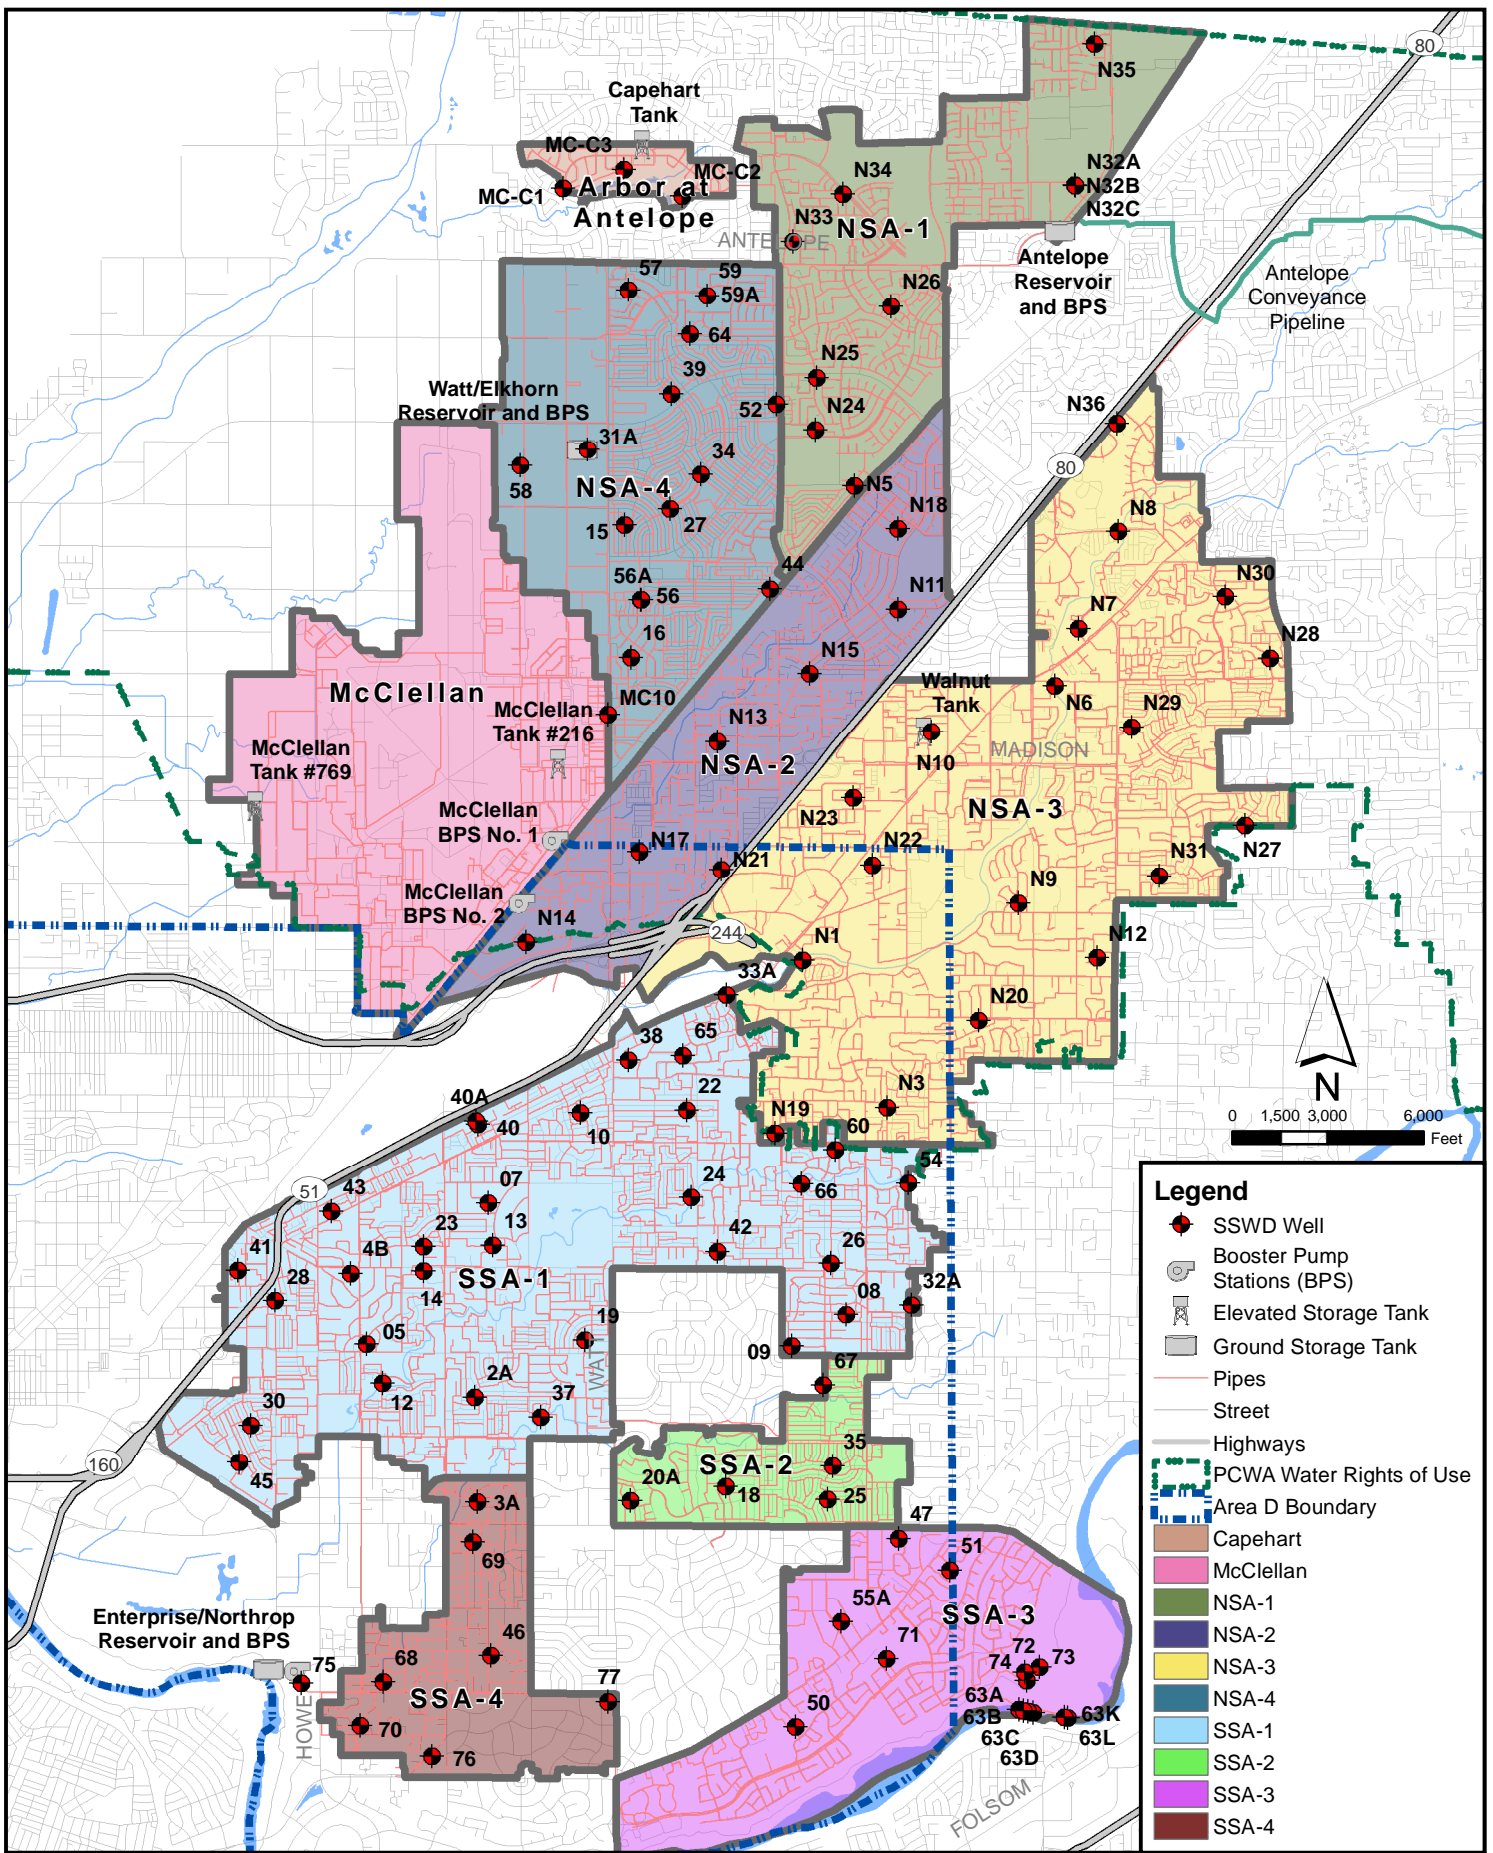 80
N35
Capehart
Tank
MC-C3
MC-C2
MC-C1
Arbor at
Antelope
N34
N32A
N32B
N32C
N33
NSA-1
ANTELOPE
Antelope
Reservoir
and BPS
Antelope
Conveyance
Pipeline
57
59
59A
N26
64
N25
39
Watt/Elkhorn
Reservoir and BPS
52
N24
N36
31A
34
80
58
NSA-4
N5
N18
N8
15
27
44
56A
56
N11
N30
N7
16
N28
N15
McClellan
MC10
Walnut
Tank
N6
N29
McClellan
Tank #216
N13
McClellan
Tank #769
NSA-2
N10
MADISON
McClellan
BPS No. 1
N23
NSA-3
N17
N21
N22
N31
N27
McClellan
BPS No. 2
N14
N9
244
N1
N12
33A
N20
38
65
22
N3
40A
40
10
N19
60
N
0 1,500 3,000 6,000
Feet
54
51
43
07
24
66
23
13
42
41
4B
26
28
SSA-1
32A
14
08
05
19
09
67
WATT
2A
12
37
30
35
160
45
SSA-2
20A
18
25
3A
47
69
51
55A
SSA-3
Enterprise/Northrop
Reservoir and BPS
46
71
72
73
74
75
68
77
63A
SSA-4
63B
63K
HOWE
70
50
63C
63L
76
63D
FOLSOM
Legend
SSWD Well
Booster Pump
Stations (BPS)
Elevated Storage Tank
Ground Storage Tank
Pipes
Street
Highways
PCWA Water Rights of Use
Area D Boundary
Capehart
McClellan
NSA-1
NSA-2
NSA-3
NSA-4
SSA-1
SSA-2
SSA-3
SSA-4